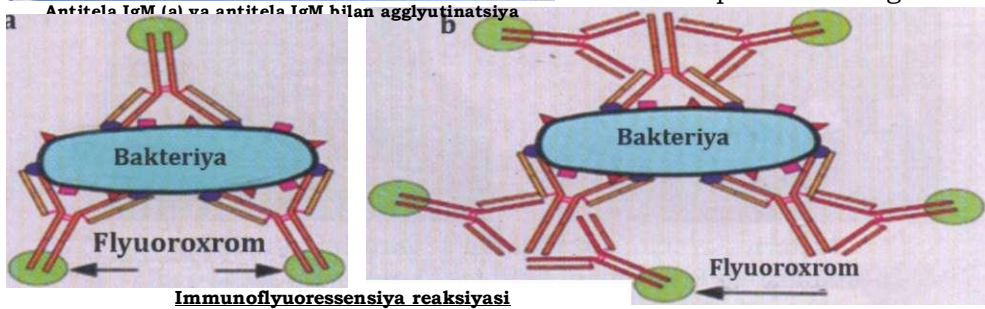 Antitela IgM (a) va antitela IgM bilan agglyutinatsiya
a
b
Bakteriya
Bakteriya
Flyuoroxrom
Flyuoroxrom
Immunoflyuoressensiya reaksiyasi